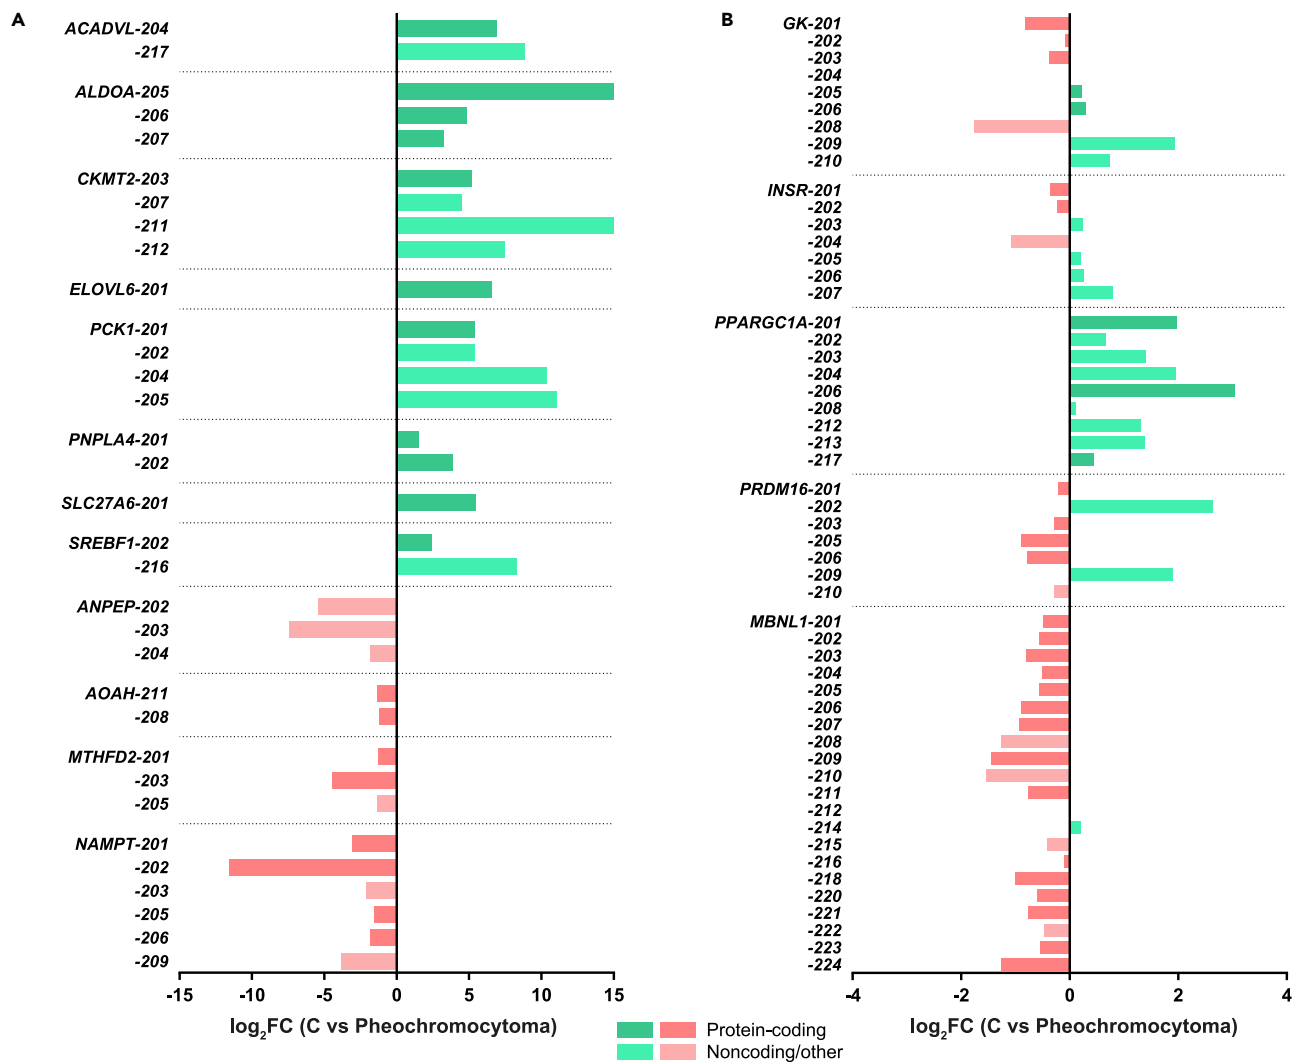 A
ACADVL-204
-217
ALDOA-205
-206
-207
CKMT2-203
-207
-211
-212
ELOVL6-201
PCK1-201
-202
-204
-205
PNPLA4-201
-202
SLC27A6-201
SREBF1-202
-216
ANPEP-202
-203
-204
AOAH-211
-208
MTHFD2-201
-203
-205
NAMPT-201
-202
-203
-205
-206
-209
-15 -10 -5 0 5 10 15
log2FC (C vs Pheochromocytoma)
B
GK-201
-202
-203
-204
-205
-206
-208
-209
-210
INSR-201
-202
-203
-204
-205
-206
-207
PPARGC1A-201
-202
-203
-204
-206
-208
-212
-213
-217
PRDM16-201
-202
-203
-205
-206
-209
-210
MBNL1-201
-202
-203
-204
-205
-206
-207
-208
-209
-210
-211
-212
-214
-215
-216
-218
-220
-221
-222
-223
-224
-4 -2 0 2 4
log2FC (C vs Pheochromocytoma)
Protein-coding
Noncoding/other